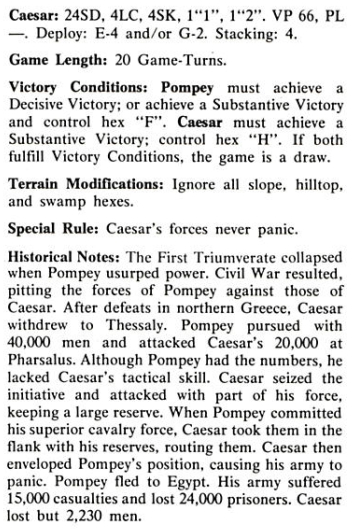 Caesar: 24SD, 4LC, 4SK, 1“1”, 1“2”. VP 66, PL
—. Deploy: E-4 and/or G-2. Stacking: 4.
Game Length: 20 Game-Turns.
Victory Conditions: Pompey must achieve a
Decisive Victory; or achieve a Substantive Victory
and control hex “F”. Caesar must achieve a
Substantive Victory; control hex “H”. If both
fulfill Victory Conditions, the game is a draw.
Terrain Modifications: Ignore all slope, hilltop,
and swamp hexes.
Special Rule: Caesar's forces never panic.
Historical Notes: The First Triumverate collapsed
when Pompey usurped power. Civil War resulted,
pitting the forces of Pompey against those of
Caesar. After defeats in northern Greece, Caesar
withdrew to Thessaly. Pompey pursued with
40,000 men and attacked Caesar's 20,000 at
Pharsalus. Although Pompey had the numbers, he
lacked Caesar's tactical skill. Caesar seized the
initiative and attacked with part of his force,
keeping a large reserve. When Pompey committed
his superior cavalry force, Caesar took them in the
flank with his reserves, routing them. Caesar then
enveloped Pompey's position, causing his army to
panic. Pompey fled to Egypt. His army suffered
15,000 casualties and lost 24,000 prisoners. Caesar
lost but 2,230 men.